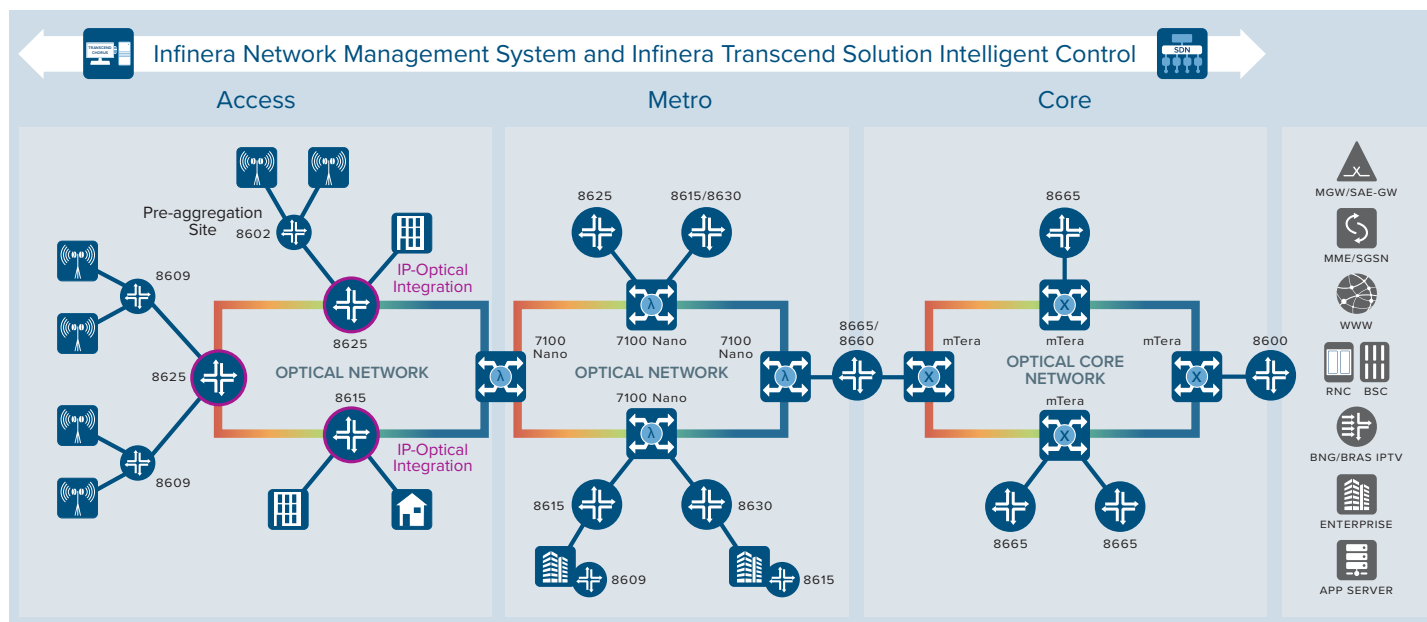 TRANSCEND
CHORUS
Infinera Network Management System and Infinera Transcend Solution Intelligent Control
SDN
Access
Metro
Core
Pre-aggregation
Site
8602
8609
IP-Optical
Integration
8625
8625
OPTICAL NETWORK
8615
IP-Optical
Integration
8609
8625
8615/8630
7100
Nano
7100 Nano
7100
Nano
OPTICAL NETWORK
7100 Nano
8615
8630
8609
8615
8665/
8660
8665
mTera
mTera
mTera
OPTICAL CORE
NETWORK
mTera
8665
8665
8600
MGW/SAE-GW
MME/SGSN
WWW
RNC
BSC
BNG/BRAS IPTV
ENTERPRISE
APP SERVER
λ
λ
λ
λ
X
X
X
X